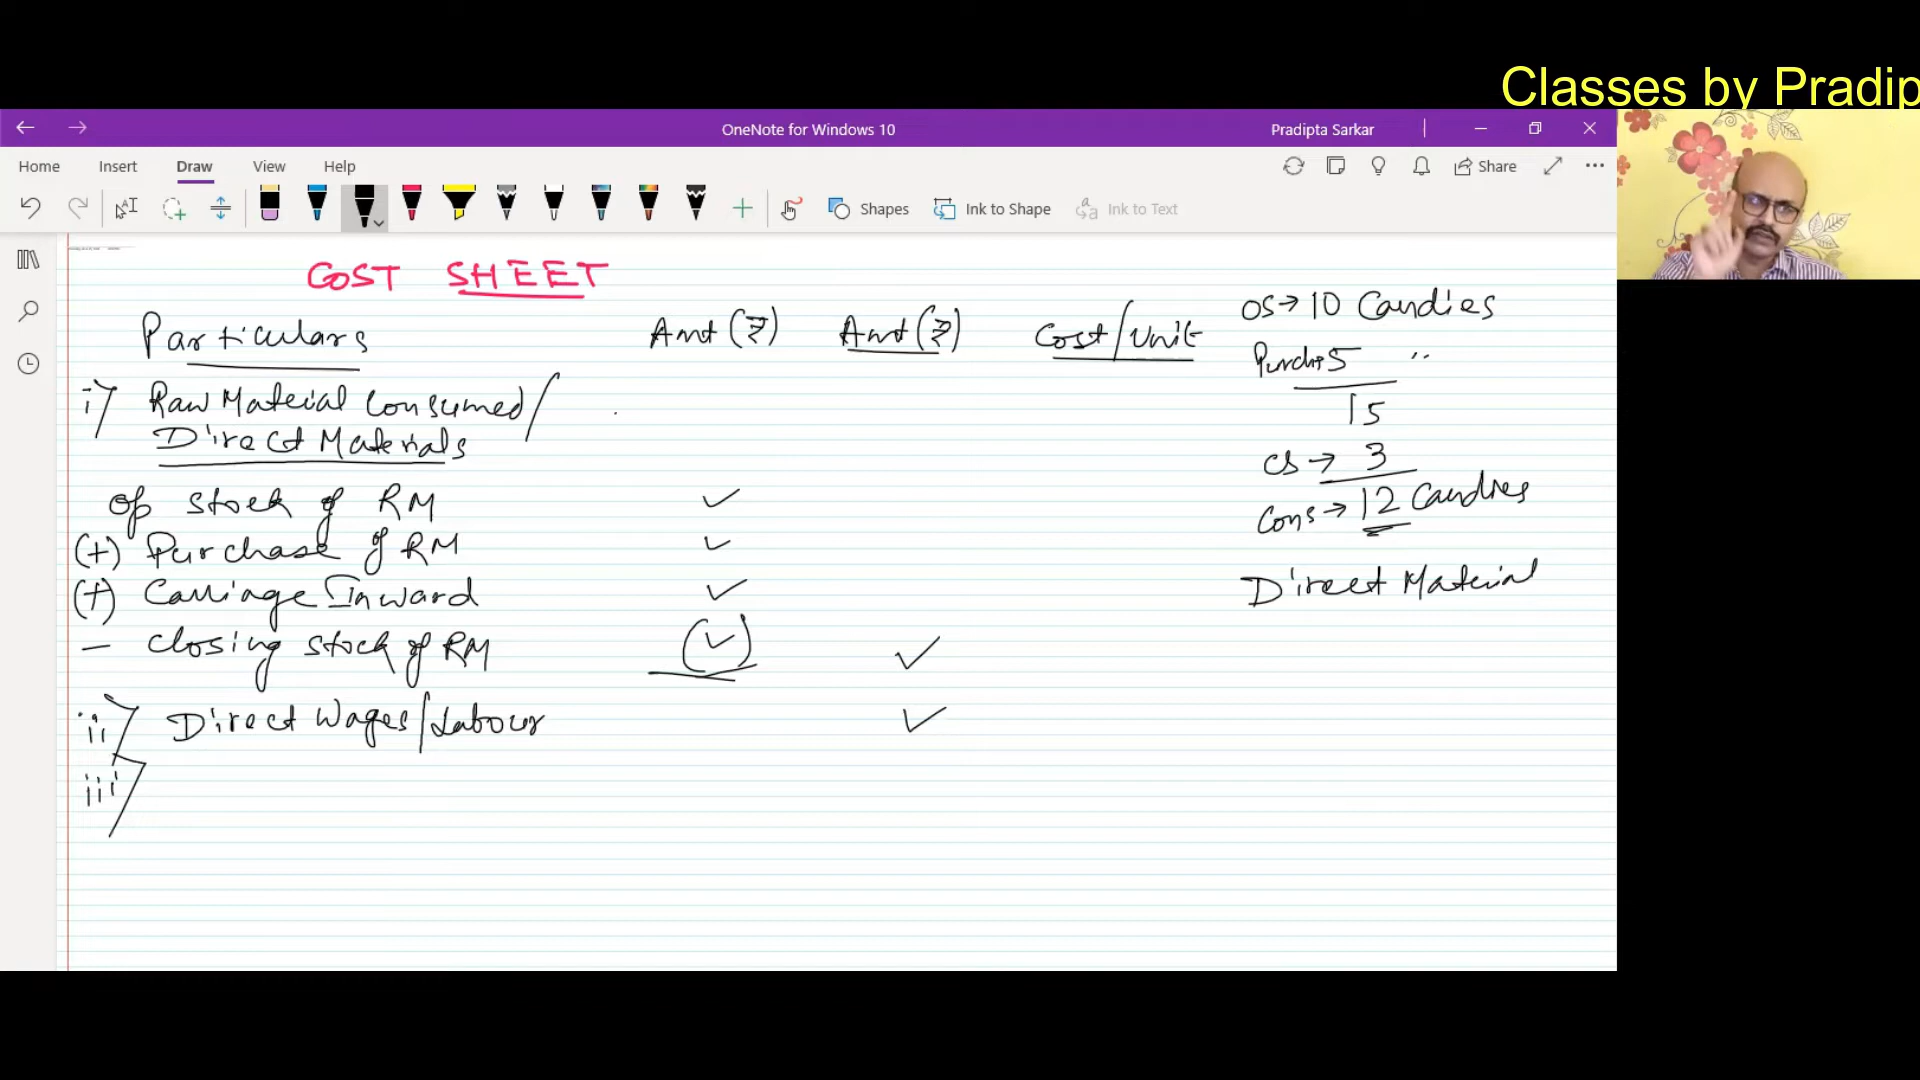 Classes by Pradip
OneNote for Windows 10
Pradipta Sarkar
Home Insert Draw View Help
Share
Shapes Ink to Shape Ink to Text
COST SHEET
Particulars Amt (₹) Amt (₹) Cost/Unit
i) Raw Material Consumed/
Direct Materials
Op Stock of RM ✓
(+) Purchase of RM ✓
(+) Carriage Inward ✓
— Closing Stock of RM (✓) ✓
ii) Direct Wages/Labour ✓
iii)
OS→ 10 Candies
Purch→ 5 "
15
CS → 3
Cons → 12 Candies
Direct Material